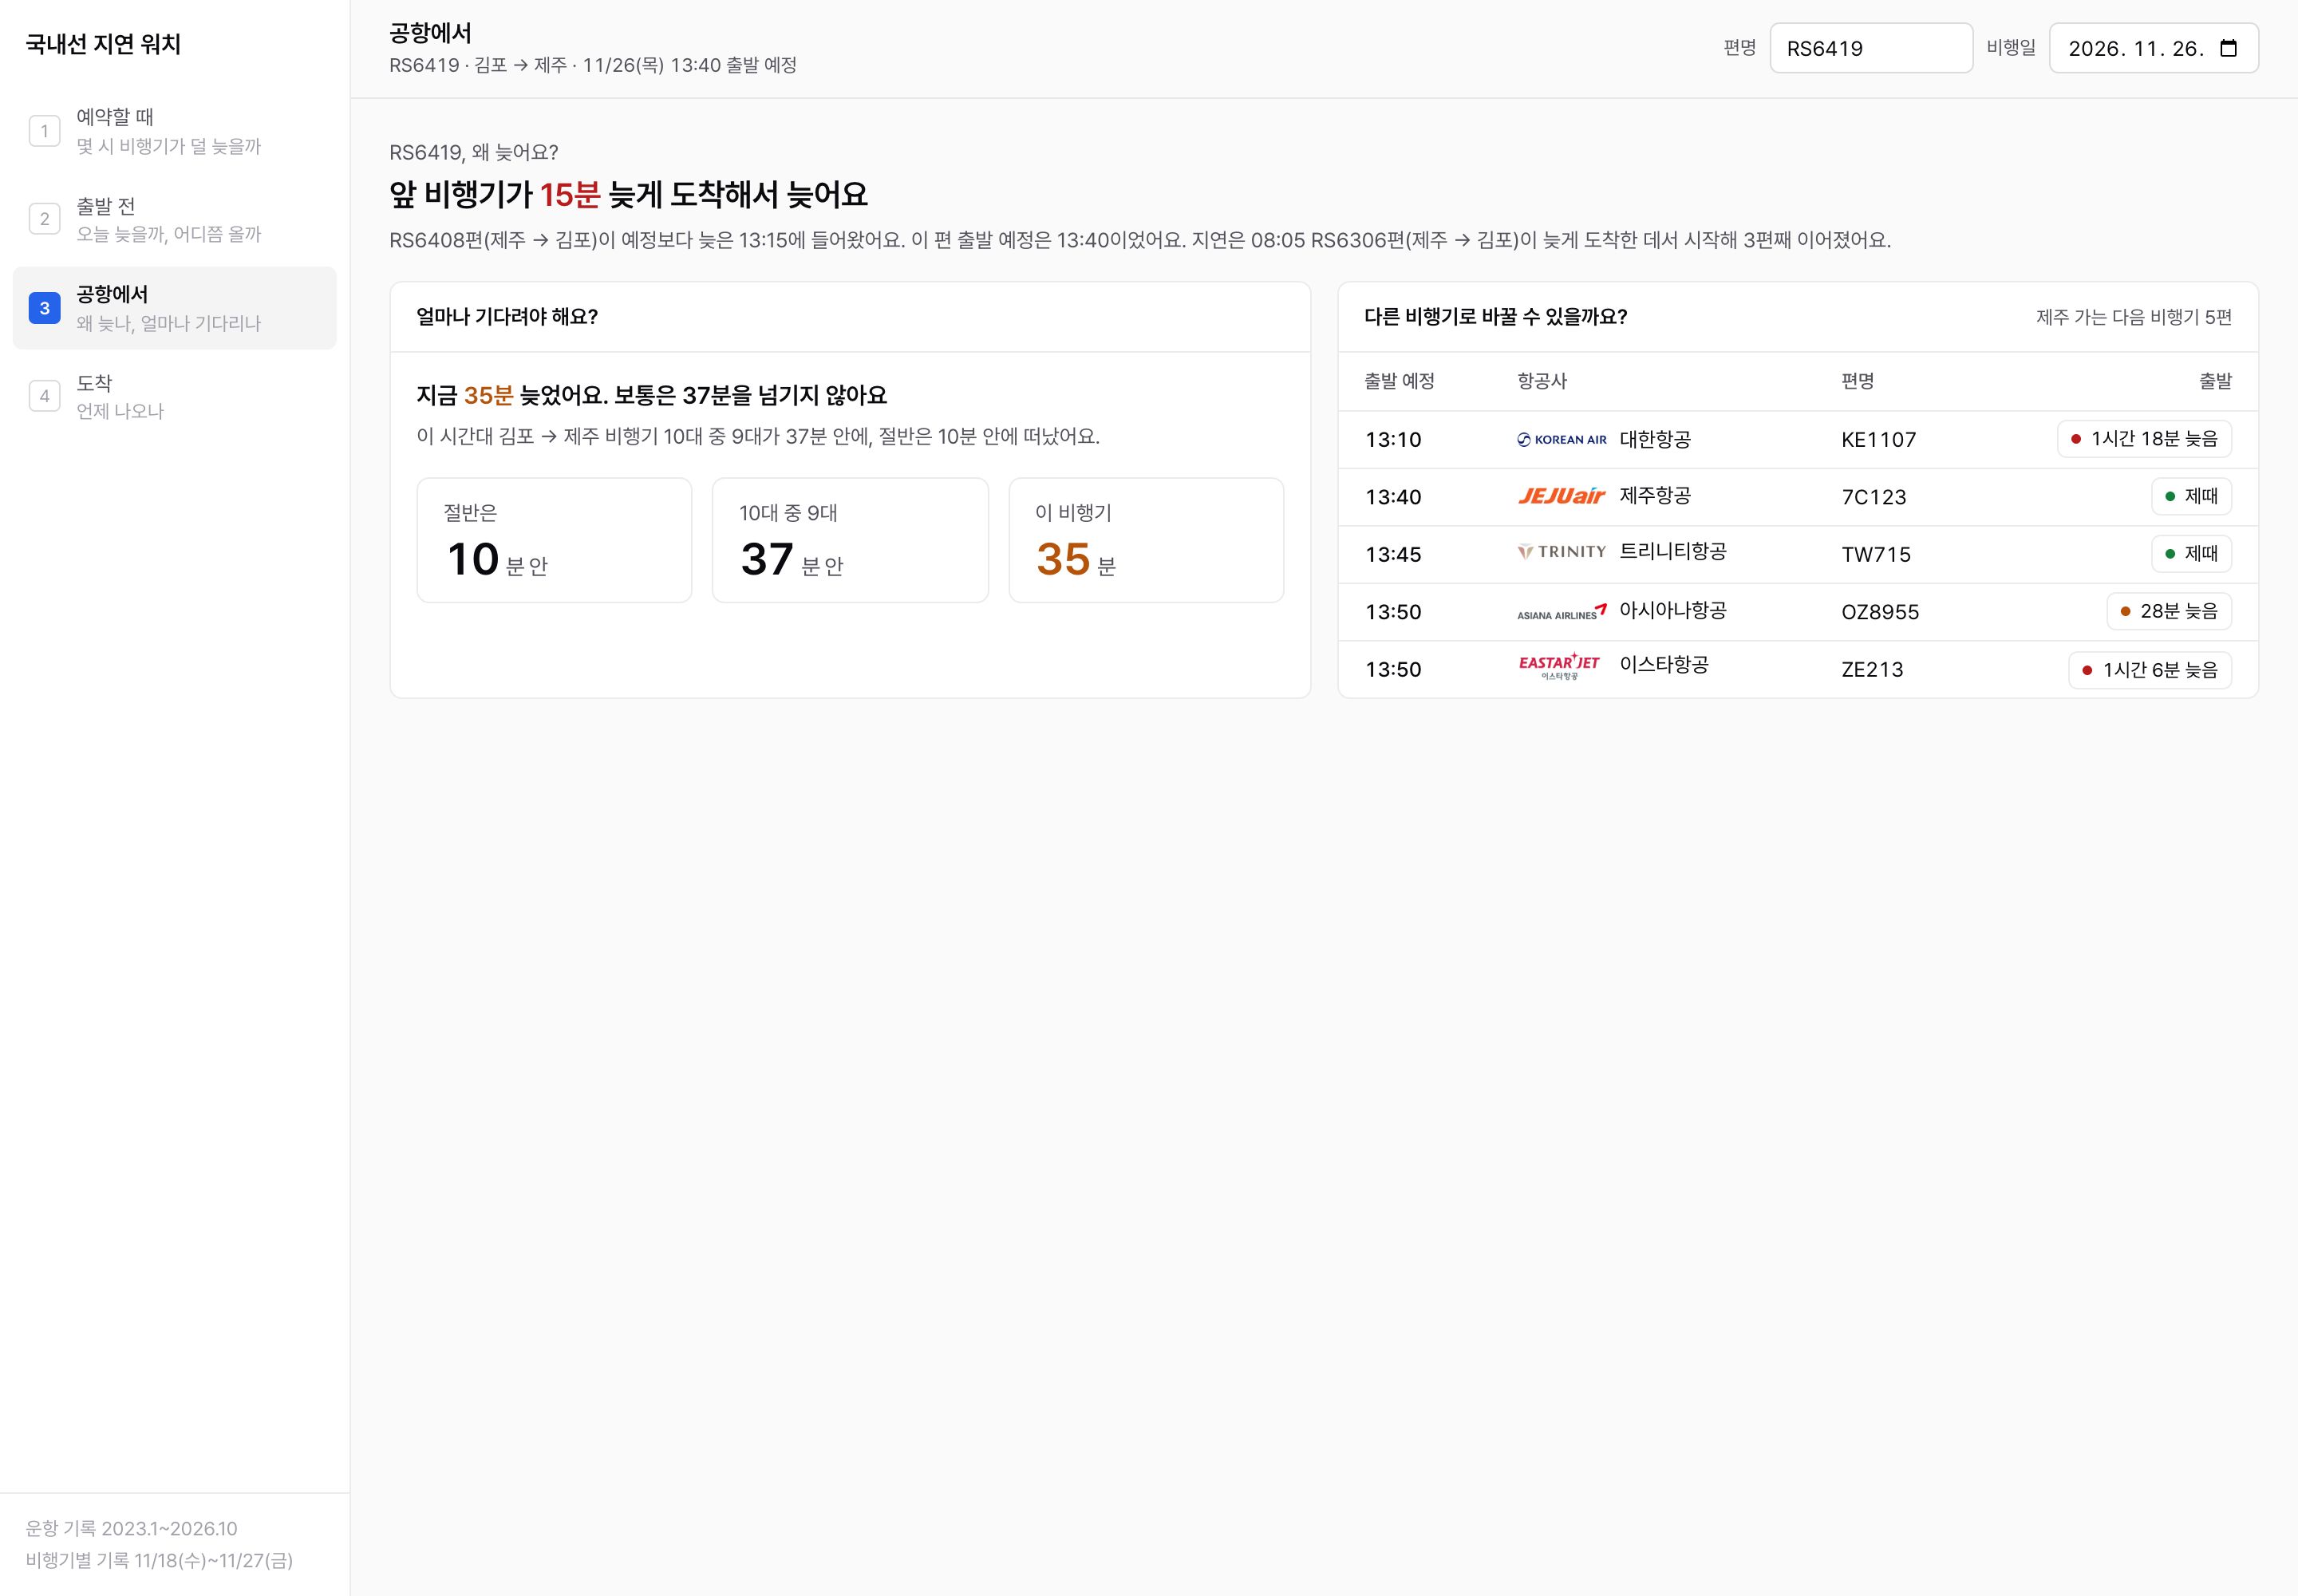 국내선 지연 워치
1
예약할 때
몇 시 비행기가 덜 늦을까
2
출발 전
오늘 늦을까, 어디쯤 올까
3
공항에서
왜 늦나, 얼마나 기다리나
4
도착
언제 나오나
운항 기록 2023.1~2026.10
비행기별 기록 11/18(수)~11/27(금)
공항에서
RS6419 · 김포 → 제주 · 11/26(목) 13:40 출발 예정
편명 RS6419 비행일 2026. 11. 26.
RS6419, 왜 늦어요?
앞 비행기가 15분 늦게 도착해서 늦어요
RS6408편(제주 → 김포)이 예정보다 늦은 13:15에 들어왔어요. 이 편 출발 예정은 13:40이었어요. 지연은 08:05 RS6306편(제주 → 김포)이 늦게 도착한 데서 시작해 3편째 이어졌어요.
얼마나 기다려야 해요?
지금 35분 늦었어요. 보통은 37분을 넘기지 않아요
이 시간대 김포 → 제주 비행기 10대 중 9대가 37분 안에, 절반은 10분 안에 떠났어요.
절반은
10 분 안
10대 중 9대
37 분 안
이 비행기
35 분
다른 비행기로 바꿀 수 있을까요? 제주 가는 다음 비행기 5편
출발 예정 항공사 편명 출발
13:10 KOREAN AIR 대한항공 KE1107 1시간 18분 늦음
13:40 JEJUair 제주항공 7C123 제때
13:45 TRINITY 트리니티항공 TW715 제때
13:50 ASIANA AIRLINES 아시아나항공 OZ8955 28분 늦음
13:50 EASTAR JET 이스타항공 이스타항공 ZE213 1시간 6분 늦음